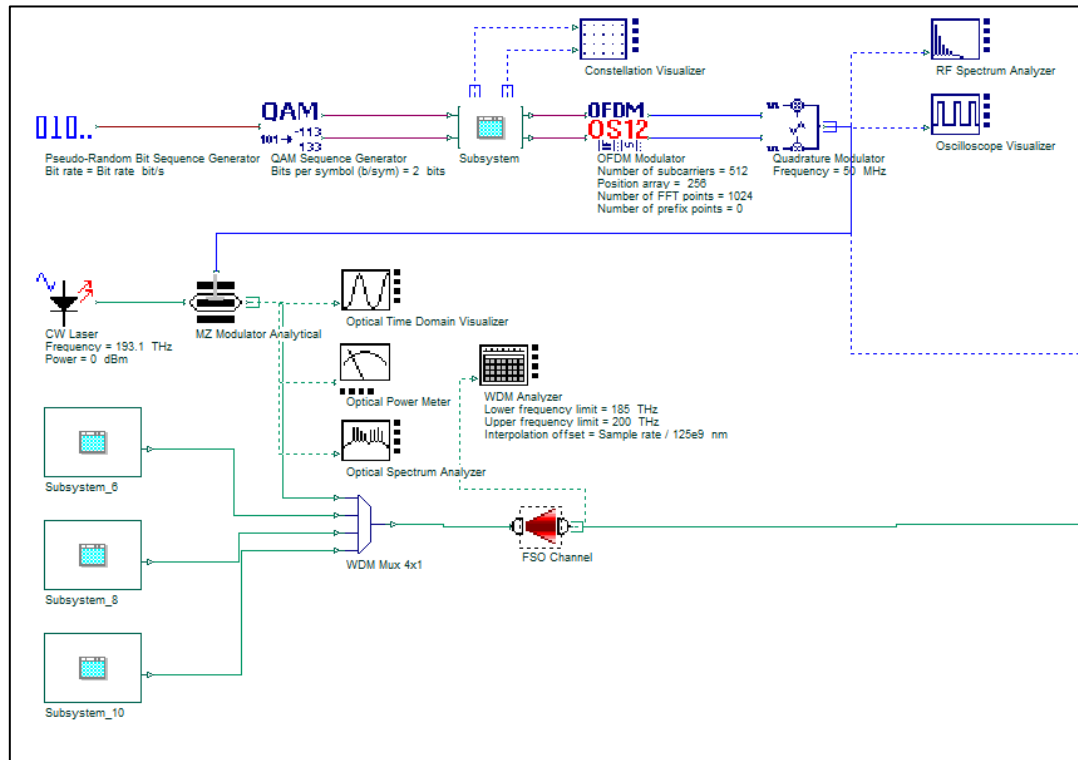 Constellation Visualizer
RF Spectrum Analyzer
010..
QAM
-113
101
133
OFDM
OS12
Pseudo-Random Bit Sequence Generator
Bit rate = Bit rate bit/s
QAM Sequence Generator
Bits per symbol (b/sym) = 2 bits
Subsystem
OFDM Modulator
Number of subcarriers = 512
Position array = 256
Number of FFT points = 1024
Number of prefix points = 0
Quadrature Modulator
Frequency = 50 MHz
Oscilloscope Visualizer
CW Laser
Frequency = 193.1 THz
Power = 0 dBm
MZ Modulator Analytical
Optical Time Domain Visualizer
Optical Power Meter
WDM Analyzer
Lower frequency limit = 185 THz
Upper frequency limit = 200 THz
Interpolation offset = Sample rate / 125e9 nm
Optical Spectrum Analyzer
Subsystem_6
WDM Mux 4x1
FSO Channel
Subsystem_8
Subsystem_10